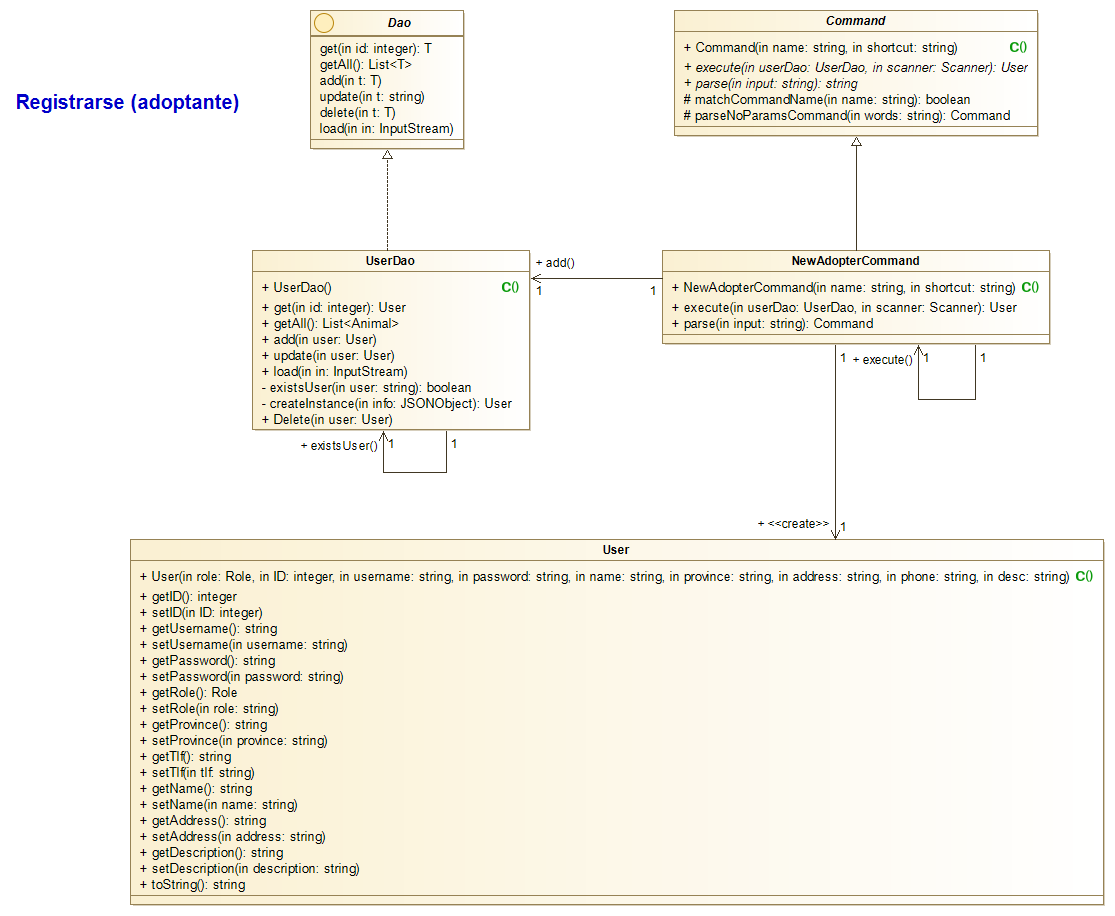 Registrarse (adoptante)
Dao
get(in id: integer): T
getAll(): List<T>
add(in t: T)
update(in t: string)
delete(in t: T)
load(in in: InputStream)
Command
+ Command(in name: string, in shortcut: string) C()
+ execute(in userDao: UserDao, in scanner: Scanner): User
+ parse(in input: string): string
# matchCommandName(in name: string): boolean
# parseNoParamsCommand(in words: string): Command
UserDao
+ UserDao() C()
+ get(in id: integer): User
+ getAll(): List<Animal>
+ add(in user: User)
+ update(in user: User)
+ load(in in: InputStream)
- existsUser(in user: string): boolean
- createInstance(in info: JSONObject): User
+ Delete(in user: User)
+ add()
1
1
NewAdopterCommand
+ NewAdopterCommand(in name: string, in shortcut: string) C()
+ execute(in userDao: UserDao, in scanner: Scanner): User
+ parse(in input: string): Command
1
+ execute()
1
1
+ existsUser()
1
1
+ <<create>>
1
User
+ User(in role: Role, in ID: integer, in username: string, in password: string, in name: string, in province: string, in address: string, in phone: string, in desc: string) C()
+ getID(): integer
+ setID(in ID: integer)
+ getUsername(): string
+ setUsername(in username: string)
+ getPassword(): string
+ setPassword(in password: string)
+ getRole(): Role
+ setRole(in role: string)
+ getProvince(): string
+ setProvince(in province: string)
+ getTlf(): string
+ setTlf(in tlf: string)
+ getName(): string
+ setName(in name: string)
+ getAddress(): string
+ setAddress(in address: string)
+ getDescription(): string
+ setDescription(in description: string)
+ toString(): string